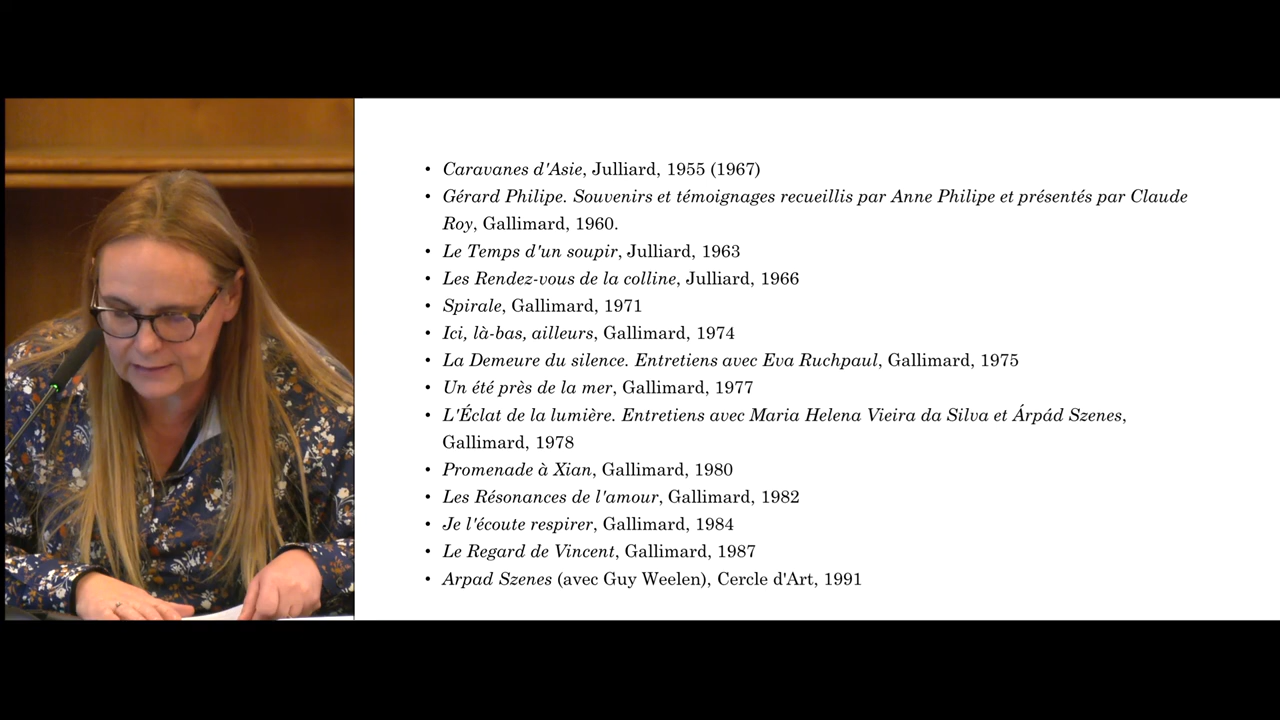 • Caravanes d'Asie, Julliard, 1955 (1967)
• Gérard Philipe. Souvenirs et témoignages recueillis par Anne Philipe et présentés par Claude
Roy, Gallimard, 1960.
• Le Temps d'un soupir, Julliard, 1963
• Les Rendez-vous de la colline, Julliard, 1966
• Spirale, Gallimard, 1971
• Ici, là-bas, ailleurs, Gallimard, 1974
• La Demeure du silence. Entretiens avec Eva Ruchpaul, Gallimard, 1975
• Un été près de la mer, Gallimard, 1977
• L'Éclat de la lumière. Entretiens avec Maria Helena Vieira da Silva et Árpád Szenes,
Gallimard, 1978
• Promenade à Xian, Gallimard, 1980
• Les Résonances de l'amour, Gallimard, 1982
• Je l'écoute respirer, Gallimard, 1984
• Le Regard de Vincent, Gallimard, 1987
• Arpad Szenes (avec Guy Weelen), Cercle d'Art, 1991